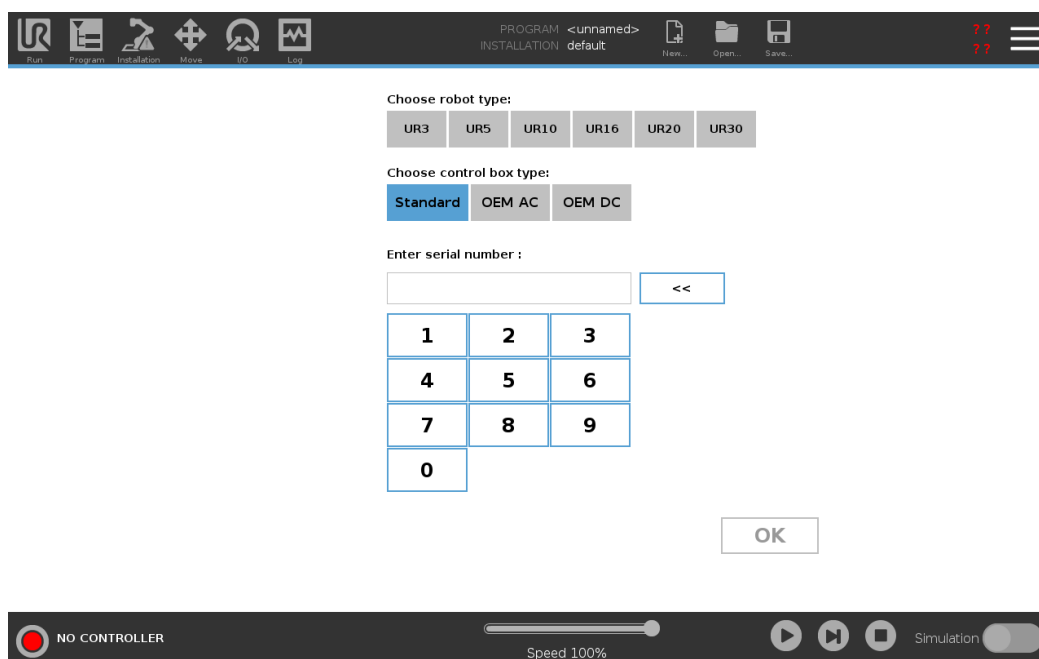 PROGRAM <unnamed>
INSTALLATION default
? ?
? ?
Run Program Installation Move I/O Log New... Open... Save...
Choose robot type:
UR3 UR5 UR10 UR16 UR20 UR30
Choose control box type:
Standard OEM AC OEM DC
Enter serial number :
<<
1 2 3
4 5 6
7 8 9
0
OK
NO CONTROLLER
Speed 100%
Simulation